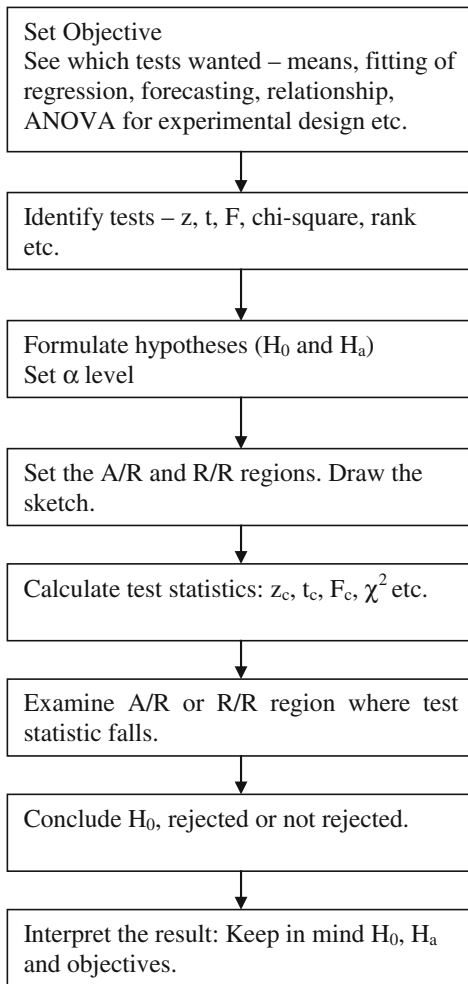 Set Objective
See which tests wanted – means, fitting of
regression, forecasting, relationship,
ANOVA for experimental design etc.
Identify tests – z, t, F, chi-square, rank
etc.
Formulate hypotheses (H₀ and Hₐ)
Set α level
Set the A/R and R/R regions. Draw the
sketch.
Calculate test statistics: z_c, t_c, F_c, χ² etc.
Examine A/R or R/R region where test
statistic falls.
Conclude H₀, rejected or not rejected.
Interpret the result: Keep in mind H₀, Hₐ
and objectives.